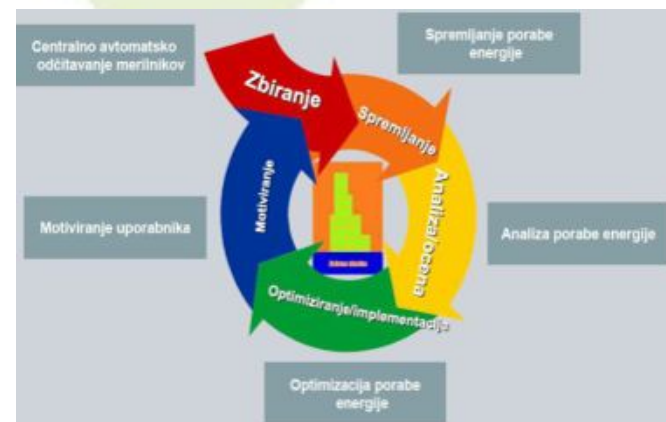 Centralno avtomatsko
odčitavanje merilnikov
Spremljanje porabe
energije
Zbiranje
Spremljanje
Analiza/ocena
Motiviranje
Motiviranje uporabnika
Analiza porabe energije
Optimiziranje/implementacija
Optimizacija porabe
energije